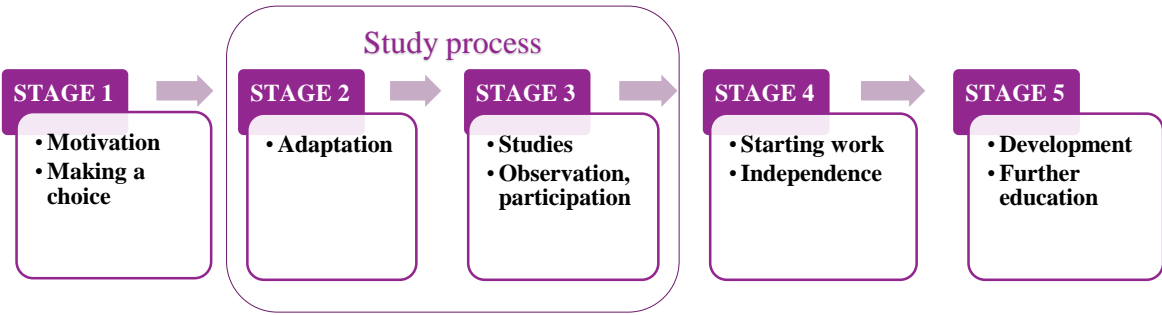 Study process
STAGE 1
• Motivation
• Making a
choice
STAGE 2
• Adaptation
STAGE 3
• Studies
• Observation,
participation
STAGE 4
• Starting work
• Independence
STAGE 5
• Development
• Further
education